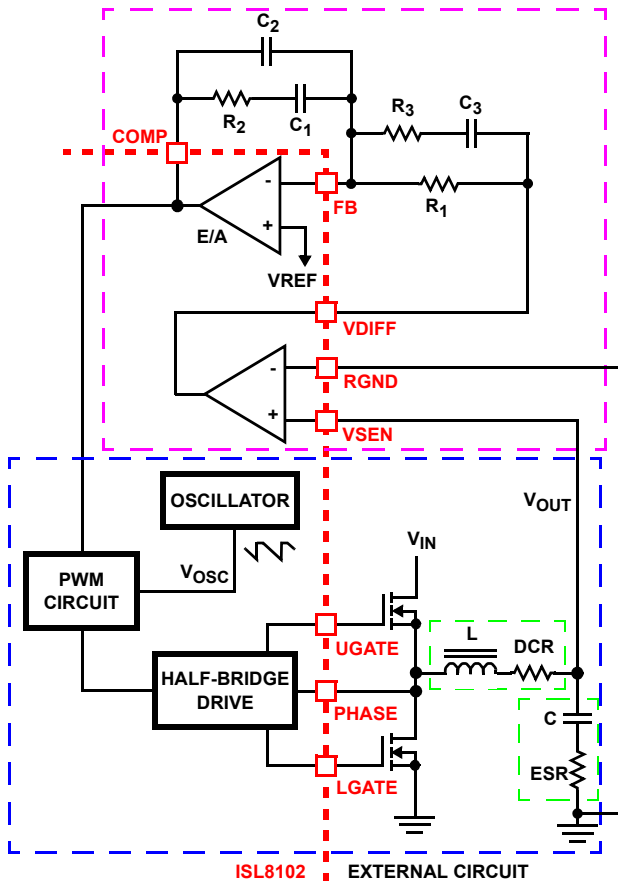 C2
R2
C1
R3
C3
COMP
-
+
E/A
FB
R1
VREF
VDIFF
-
+
RGND
VSEN
OSCILLATOR
VOSC
PWM
CIRCUIT
VOUT
VIN
UGATE
L
DCR
HALF-BRIDGE
DRIVE
PHASE
C
ESR
LGATE
ISL8102
EXTERNAL CIRCUIT